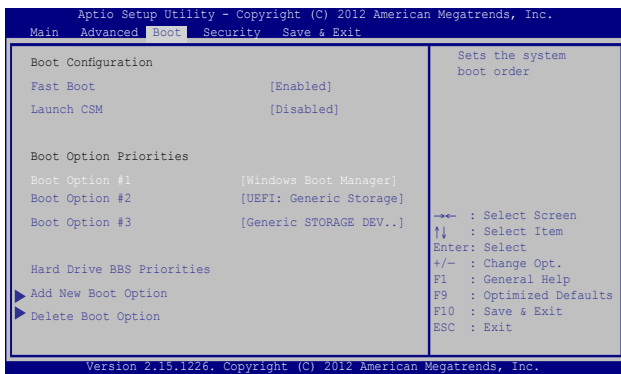 Aptio Setup Utility - Copyright (C) 2012 American Megatrends, Inc.
Main Advanced Boot Security Save & Exit
Boot Configuration
Fast Boot [Enabled]
Launch CSM [Disabled]
Boot Option Priorities
Boot Option #1 [Windows Boot Manager]
Boot Option #2 [UEFI: Generic Storage]
Boot Option #3 [Generic STORAGE DEV..]
Hard Drive BBS Priorities
Add New Boot Option
Delete Boot Option
Sets the system
boot order
→← : Select Screen
↑↓ : Select Item
Enter: Select
+/— : Change Opt.
F1 : General Help
F9 : Optimized Defaults
F10 : Save & Exit
ESC : Exit
Version 2.15.1226. Copyright (C) 2012 American Megatrends, Inc.